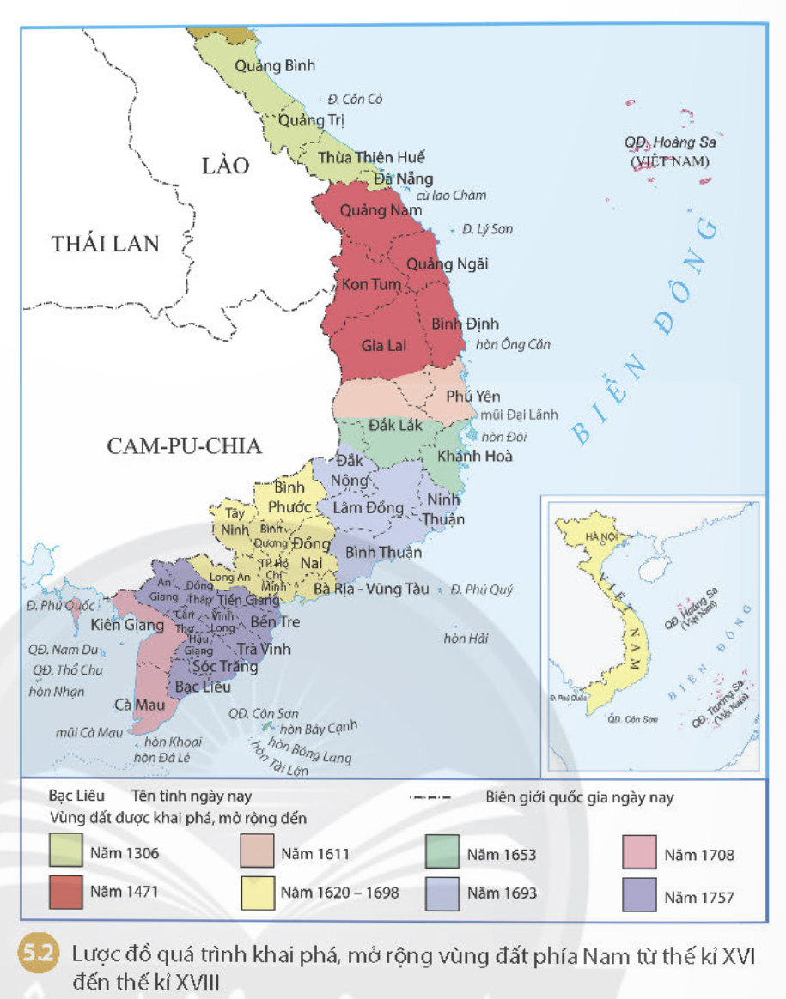 Quảng Bình
Đ. Cồn Cỏ
Quảng Trị
QĐ. Hoàng Sa
(VIỆT NAM)
LÀO
Thừa Thiên Huế
Đà Nẵng
cù lao Chàm
Quảng Nam
Đ. Lý Sơn
THÁI LAN
Quảng Ngãi
Kon Tum
BIỂN ĐÔNG
Bình Định
Gia Lai
hòn Ông Căn
Phú Yên
mũi Đại Lãnh
Đắk Lắk
hòn Đôi
CAM-PU-CHIA
Khánh Hoà
Đắk
Nông
Bình
Phước
Lâm Đồng
Ninh
Thuận
Tây
Ninh
Bình
Dương
Đồng
Nai
Bình Thuận
TP. Hồ
Chí
Minh
Long An
Bà Rịa - Vũng Tàu
Đ. Phú Quý
An
Giang
Đồng
Tháp
Tiền Giang
Đ. Phú Quốc
Kiên Giang
Cần
Thơ
Vĩnh
Long
Bến Tre
hòn Hải
Hậu
Giang
Trà Vinh
QĐ. Nam Du
QĐ. Thổ Chu
Sóc Trăng
hòn Nhạn
Bạc Liêu
Cà Mau
QĐ. Côn Sơn
hòn Bảy Cạnh
mũi Cà Mau
hòn Khoai
hòn Bông Lang
hòn Đá Lẻ
hòn Tài Lớn
HÀ NỘI
VIỆT NAM
QĐ. Hoàng Sa
(Việt Nam)
BIỂN ĐÔNG
Đ. Phú Quốc
QĐ. Côn Sơn
QĐ. Trường Sa
(Việt Nam)
Bạc Liêu Tên tỉnh ngày nay Biên giới quốc gia ngày nay
Vùng đất được khai phá, mở rộng đến
Năm 1306 Năm 1611 Năm 1653 Năm 1708
Năm 1471 Năm 1620 – 1698 Năm 1693 Năm 1757
5.2 Lược đồ quá trình khai phá, mở rộng vùng đất phía Nam từ thế kỉ XVI
đến thế kỉ XVIII